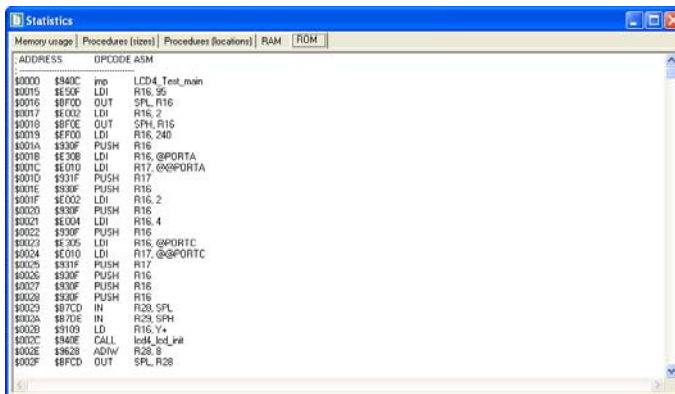 Statistics
Memory usage Procedures (sizes) Procedures (locations) RAM ROM
; ADDRESS OPCODE ASM
;----------------------------------------
$0000 $940C jmp LCD4_Test_main
$0015 $E50F LDI R16, 95
$0016 $BF0D OUT SPL, R16
$0017 $E002 LDI R16, 2
$0018 $BF0E OUT SPH, R16
$0019 $EF00 LDI R16, 240
$001A $930F PUSH R16
$001B $E30B LDI R16, @PORTA
$001C $E010 LDI R17, @@PORTA
$001D $931F PUSH R17
$001E $930F PUSH R16
$001F $E002 LDI R16, 2
$0020 $930F PUSH R16
$0021 $E004 LDI R16, 4
$0022 $930F PUSH R16
$0023 $E305 LDI R16, @PORTC
$0024 $E010 LDI R17, @@PORTC
$0025 $931F PUSH R17
$0026 $930F PUSH R16
$0027 $930F PUSH R16
$0028 $930F PUSH R16
$0029 $B7CD IN R28, SPL
$002A $B7DE IN R29, SPH
$002B $9109 LD R16, Y+
$002C $940E CALL lcd4_lcd_init
$002E $9628 ADIW R28, 8
$002F $BFCD OUT SPL, R28